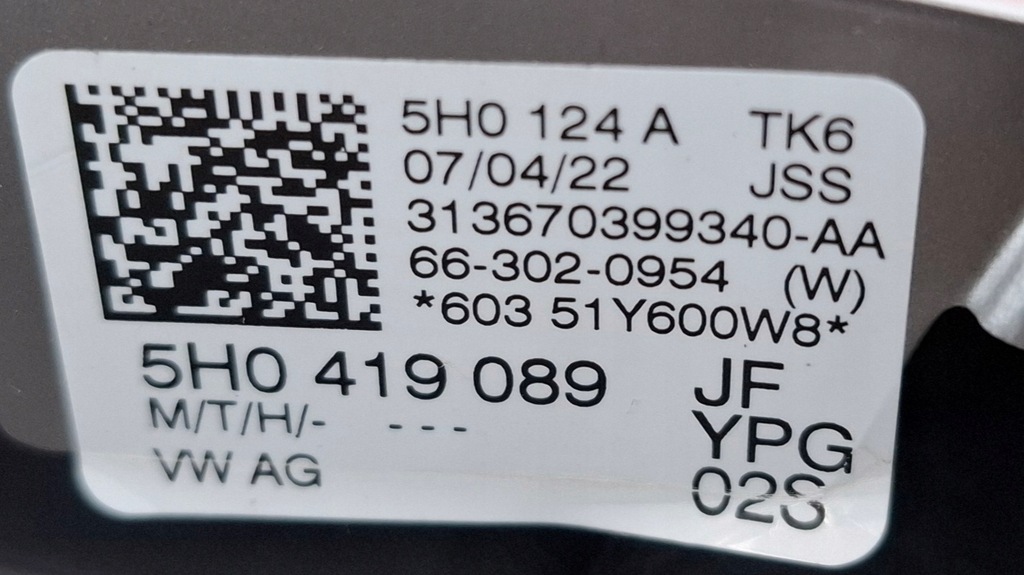 5H0 124 A TK6
07/04/22 JSS
313670399340-AA
66-302-0954 (W)
*603 51Y600W8*
5H0 419 089 JF
M/T/H/- --- YPG
VW AG 02S